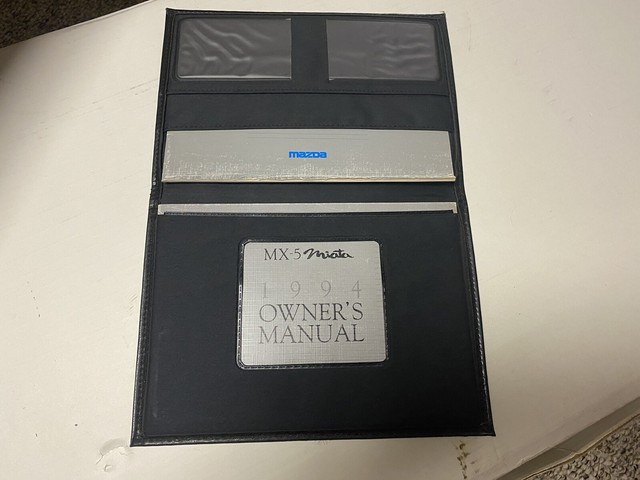 mazda
MX-5 Miata
1994
OWNER'S
MANUAL